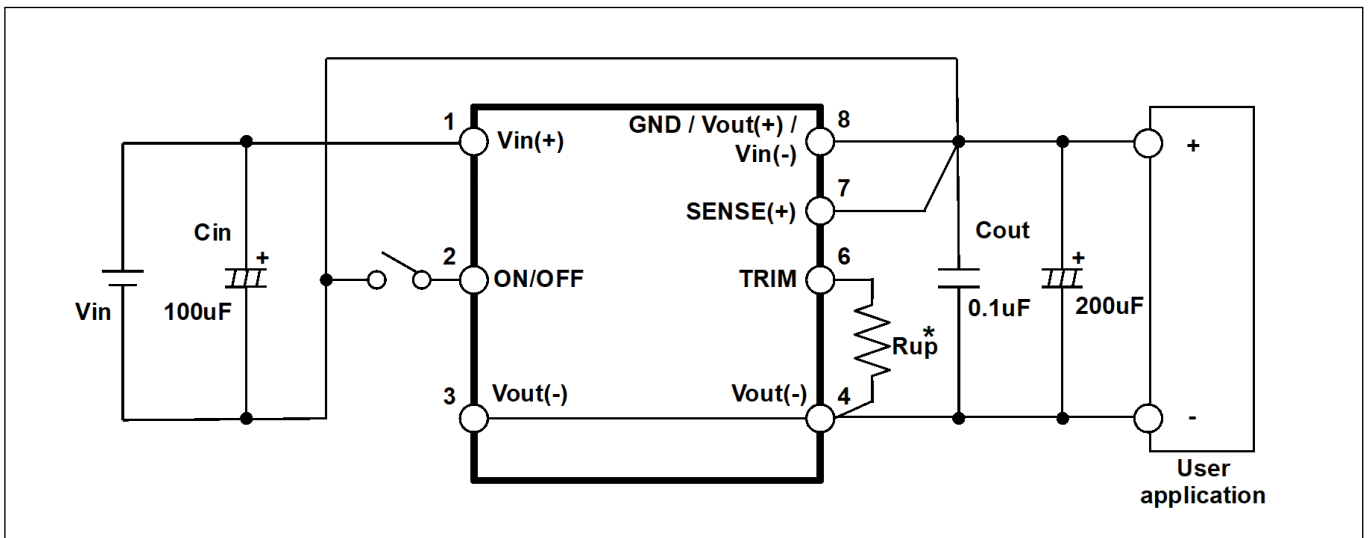 1
Vin(+)
GND / Vout(+) /
Vin(-)
8
+
7
SENSE(+)
Cin
+
100uF
Vin
2
ON/OFF
TRIM
6
Rup*
Cout
0.1uF
+
200uF
3
Vout(-)
Vout(-)
4
-
User
application